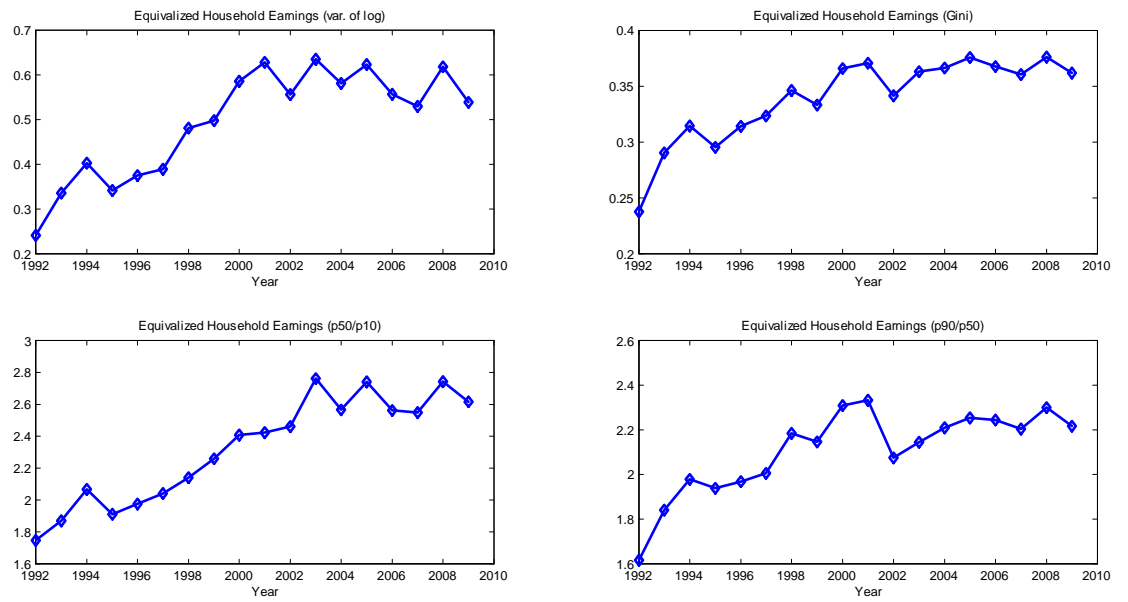 Equivalized Household Earnings (var. of log)
0.7
0.6
0.5
0.4
0.3
0.2
1992 1994 1996 1998 2000 2002 2004 2006 2008 2010
Year
Equivalized Household Earnings (Gini)
0.4
0.35
0.3
0.25
0.2
1992 1994 1996 1998 2000 2002 2004 2006 2008 2010
Year
Equivalized Household Earnings (p50/p10)
3
2.8
2.6
2.4
2.2
2
1.8
1.6
1992 1994 1996 1998 2000 2002 2004 2006 2008 2010
Year
Equivalized Household Earnings (p90/p50)
2.6
2.4
2.2
2
1.8
1.6
1992 1994 1996 1998 2000 2002 2004 2006 2008 2010
Year